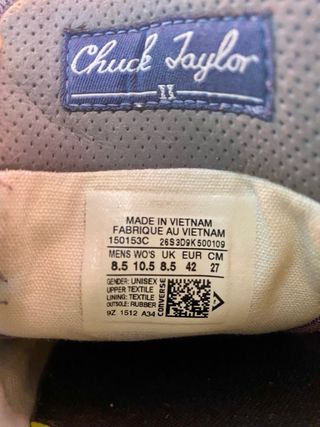 Chuck Taylor
II
MADE IN VIETNAM
FABRIQUE AU VIETNAM
150153C 26S3D9K500109
MENS WO'S UK EUR CM
8.5 10.5 8.5 42 27
GENDER: UNISEX
UPPER: TEXTILE
LINING: TEXTILE
OUTSOLE: RUBBER
9Z 1512 A34
CONVERSE